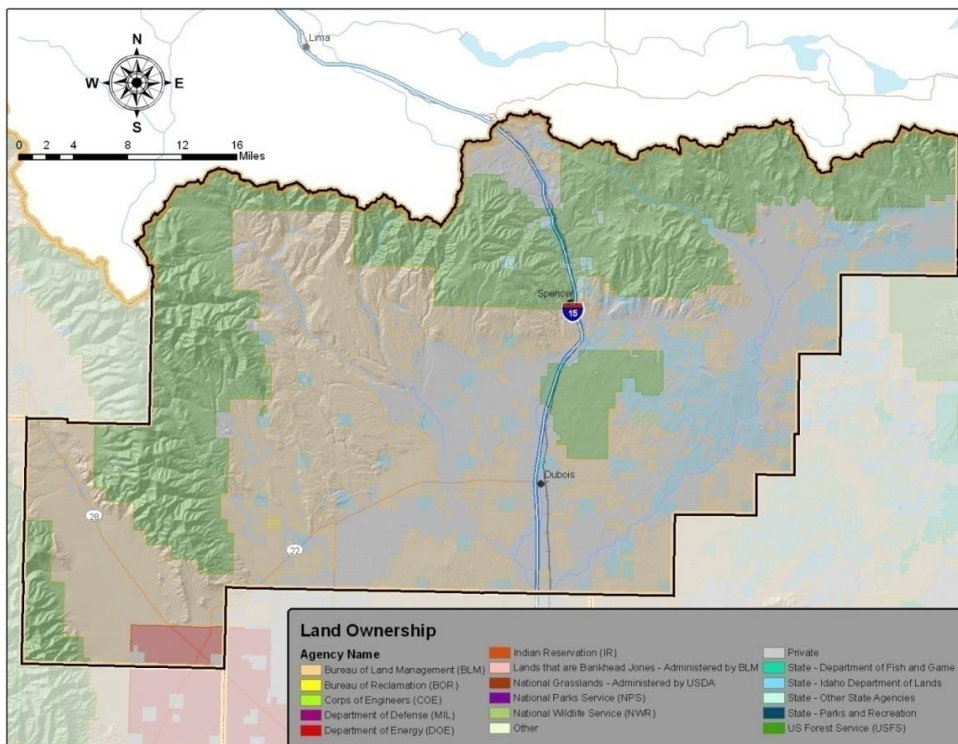 Lima
N
W E
S
0 2 4 8 12 16
Miles
Spencer
15
Dubois
28
22
Land Ownership
Agency Name
Bureau of Land Management (BLM)
Bureau of Reclamation (BOR)
Corps of Engineers (COE)
Department of Defense (MIL)
Department of Energy (DOE)
Indian Reservation (IR)
Lands that are Bankhead Jones - Administered by BLM
National Grasslands - Administered by USDA
National Parks Service (NPS)
National Wildlife Service (NWR)
Other
Private
State - Department of Fish and Game
State - Idaho Department of Lands
State - Other State Agencies
State - Parks and Recreation
US Forest Service (USFS)